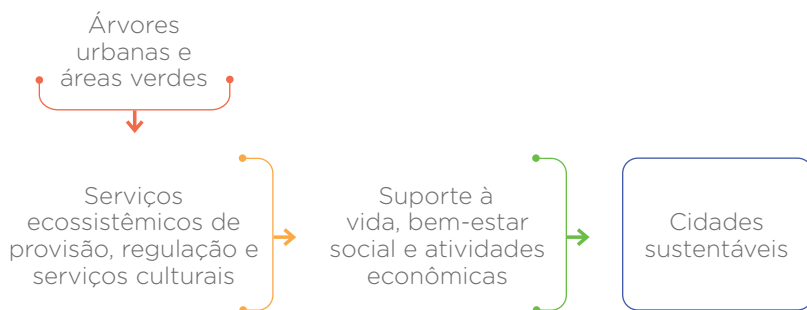 Árvores
urbanas e
áreas verdes
Serviços
ecossistêmicos de
provisão, regulação e
serviços culturais
Suporte à
vida, bem-estar
social e atividades
econômicas
Cidades
sustentáveis